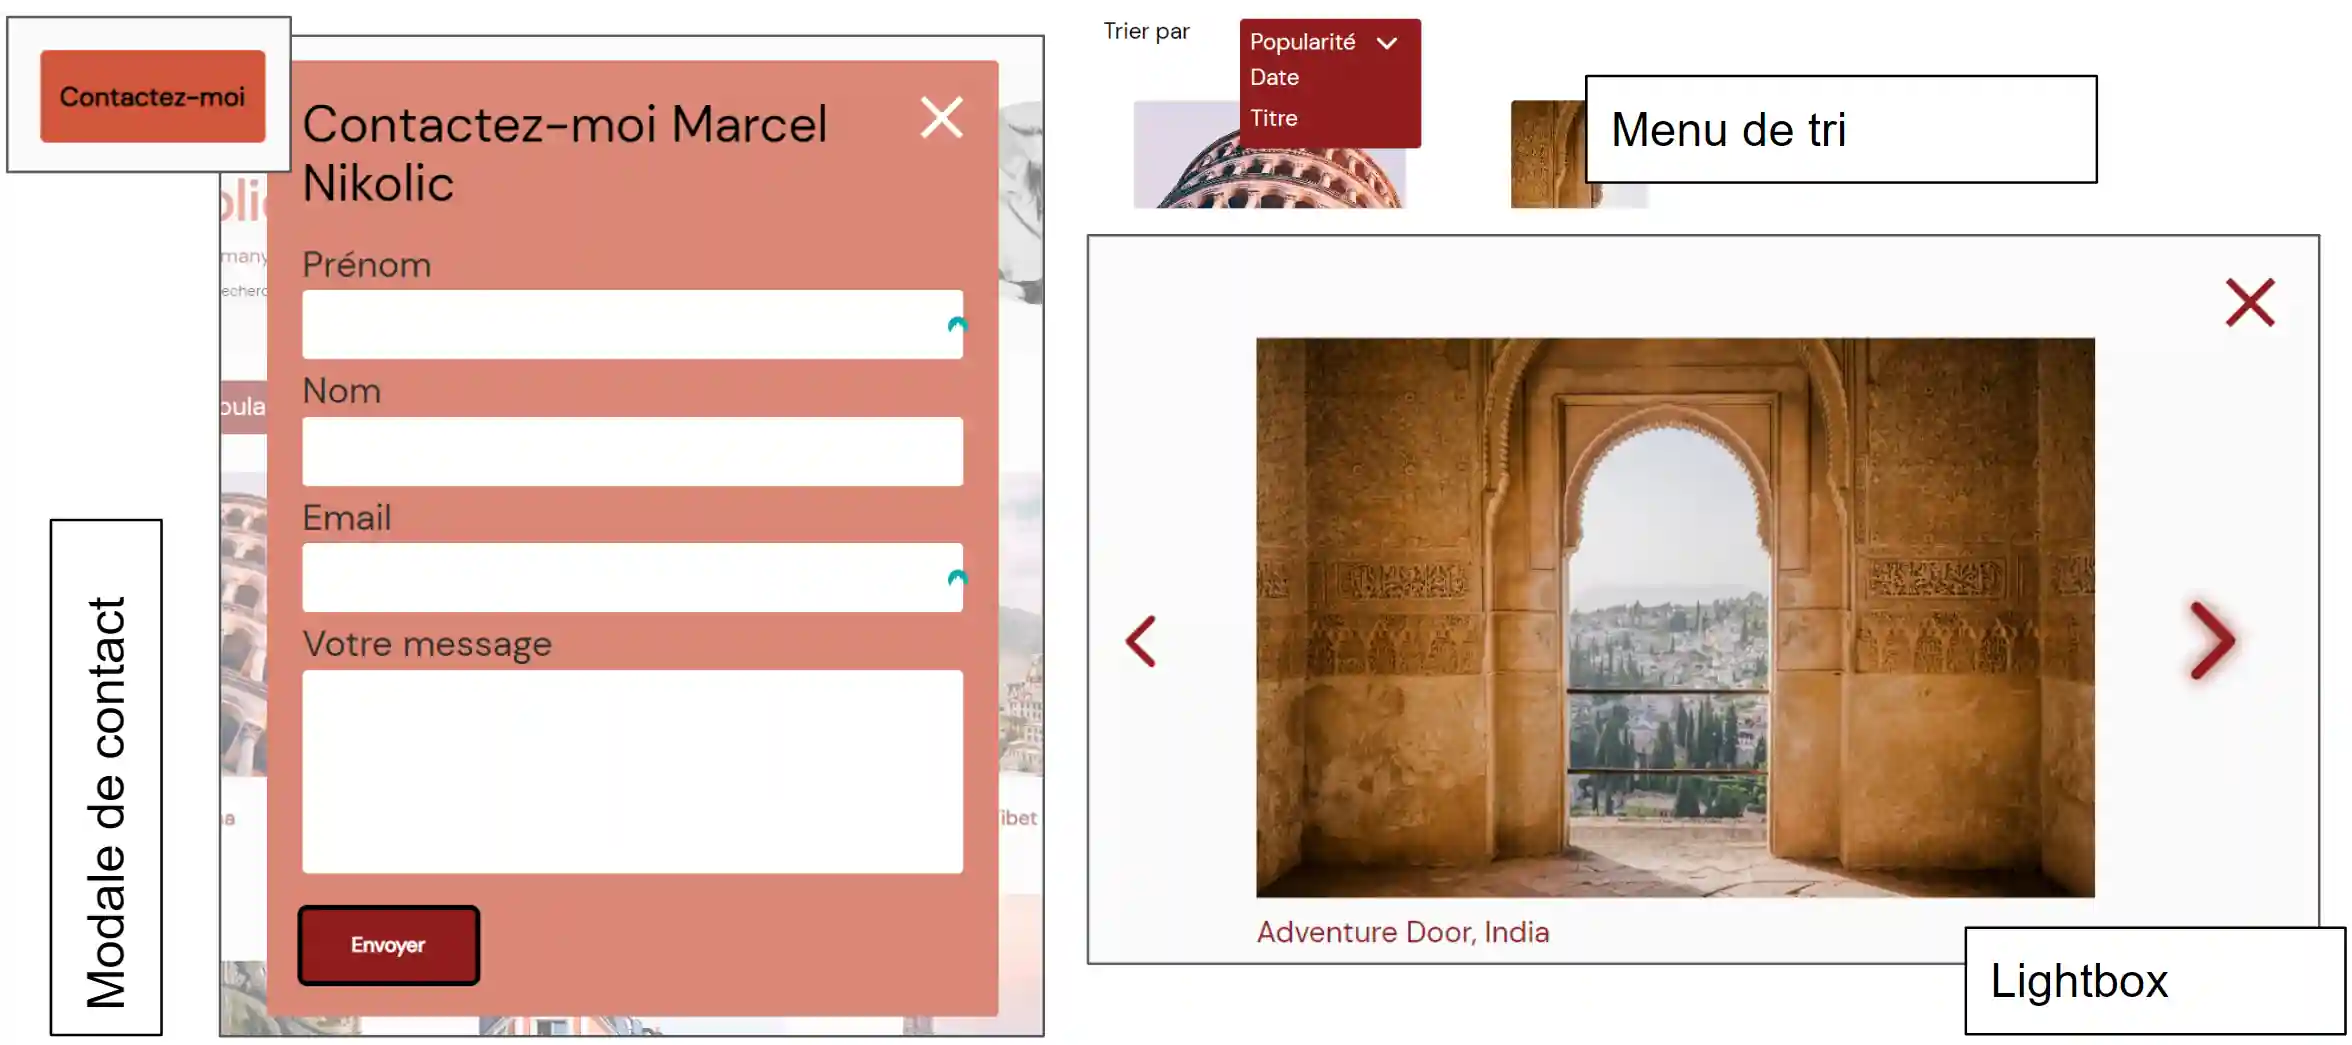 Contactez-moi
Contactez-moi Marcel
Nikolic
Prénom
Nom
Email
Votre message
Envoyer
Modale de contact
Trier par
Popularité
Date
Titre
Menu de tri
Adventure Door, India
Lightbox